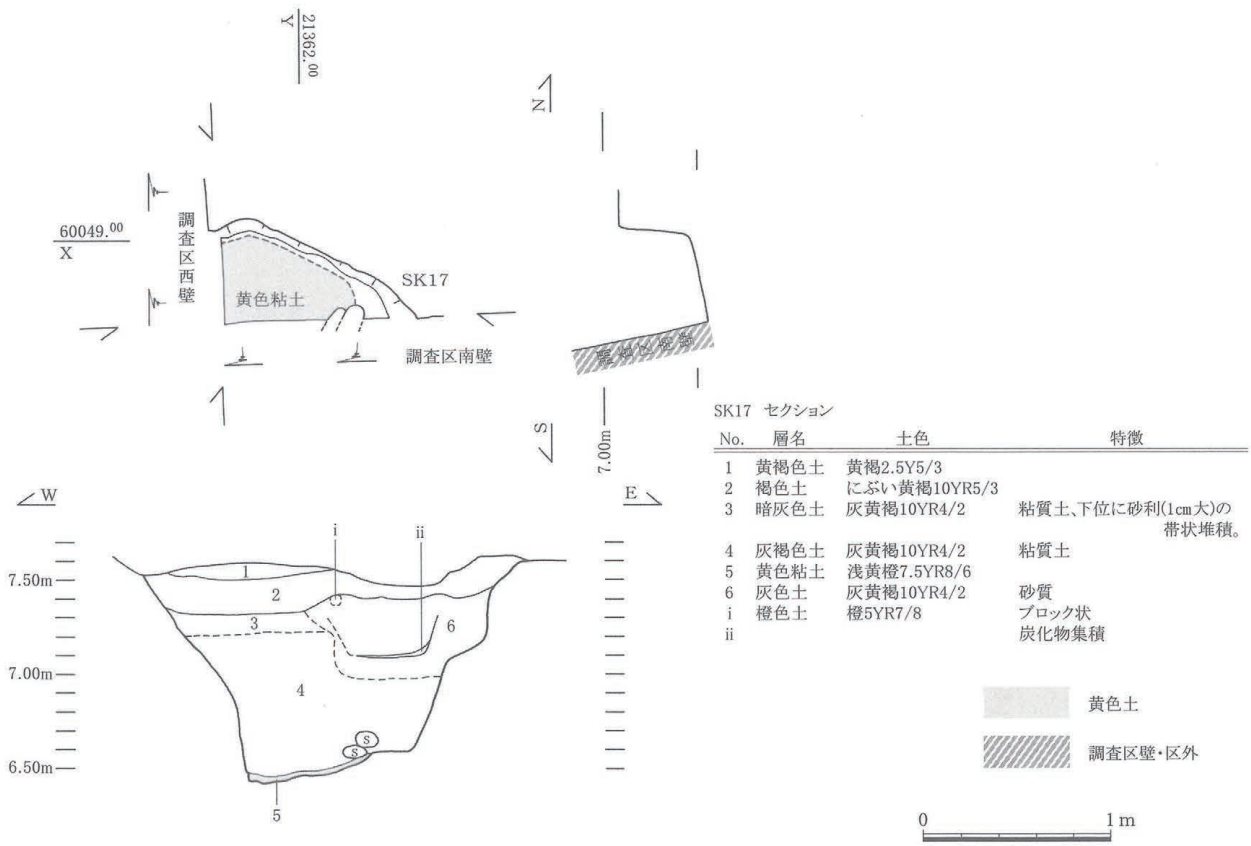 21362.00
Y
N
60049.00
X
調査区西壁
SK17
黄色粘土
調査区南壁
調査区南壁
S
7.00m
SK17 セクション
No. 層名 土色 特徴
1 黄褐色土 黄褐2.5Y5/3
2 褐色土 にぶい黄褐10YR5/3
3 暗灰色土 灰黄褐10YR4/2 粘質土、下位に砂利(1cm大)の
帯状堆積。
4 灰褐色土 灰黄褐10YR4/2 粘質土
5 黄色粘土 浅黄橙7.5YR8/6
6 灰色土 灰黄褐10YR4/2 砂質
i 橙色土 橙5YR7/8 ブロック状
ii 炭化物集積
W
E
i
ii
7.50m
1
2
3
6
7.00m
4
S
S
6.50m
5
黄色土
調査区壁・区外
0 1m